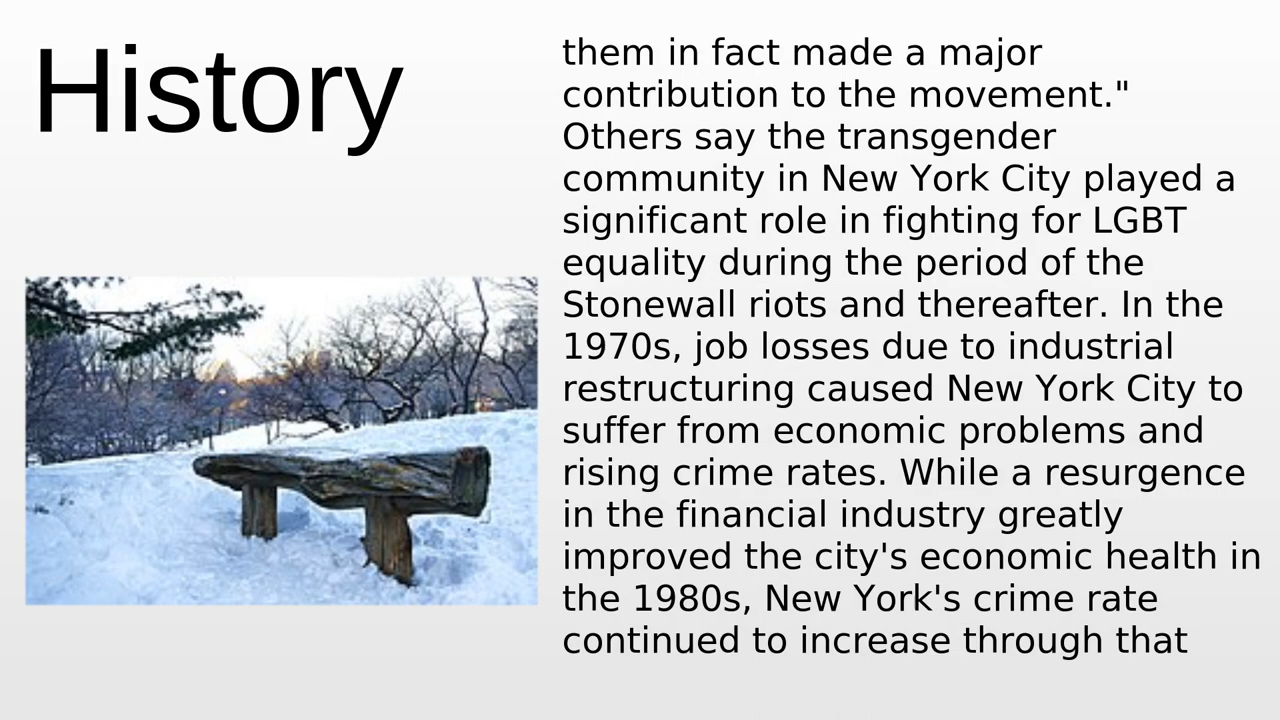 History
them in fact made a major
contribution to the movement."
Others say the transgender
community in New York City played a
significant role in fighting for LGBT
equality during the period of the
Stonewall riots and thereafter. In the
1970s, job losses due to industrial
restructuring caused New York City to
suffer from economic problems and
rising crime rates. While a resurgence
in the financial industry greatly
improved the city's economic health in
the 1980s, New York's crime rate
continued to increase through that